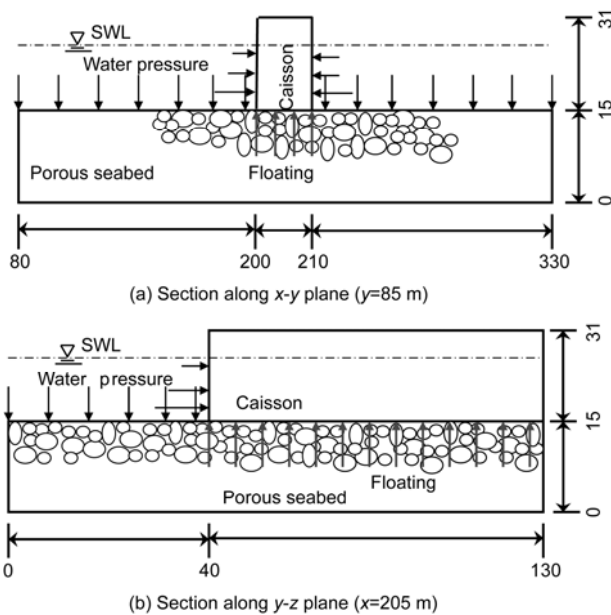 SWL
Water pressure
Caisson
Porous seabed
Floating
31
15
0
80
200
210
330
(a) Section along x-y plane (y=85 m)
SWL
Water pressure
Caisson
Floating
Porous seabed
31
15
0
0
40
130
(b) Section along y-z plane (x=205 m)